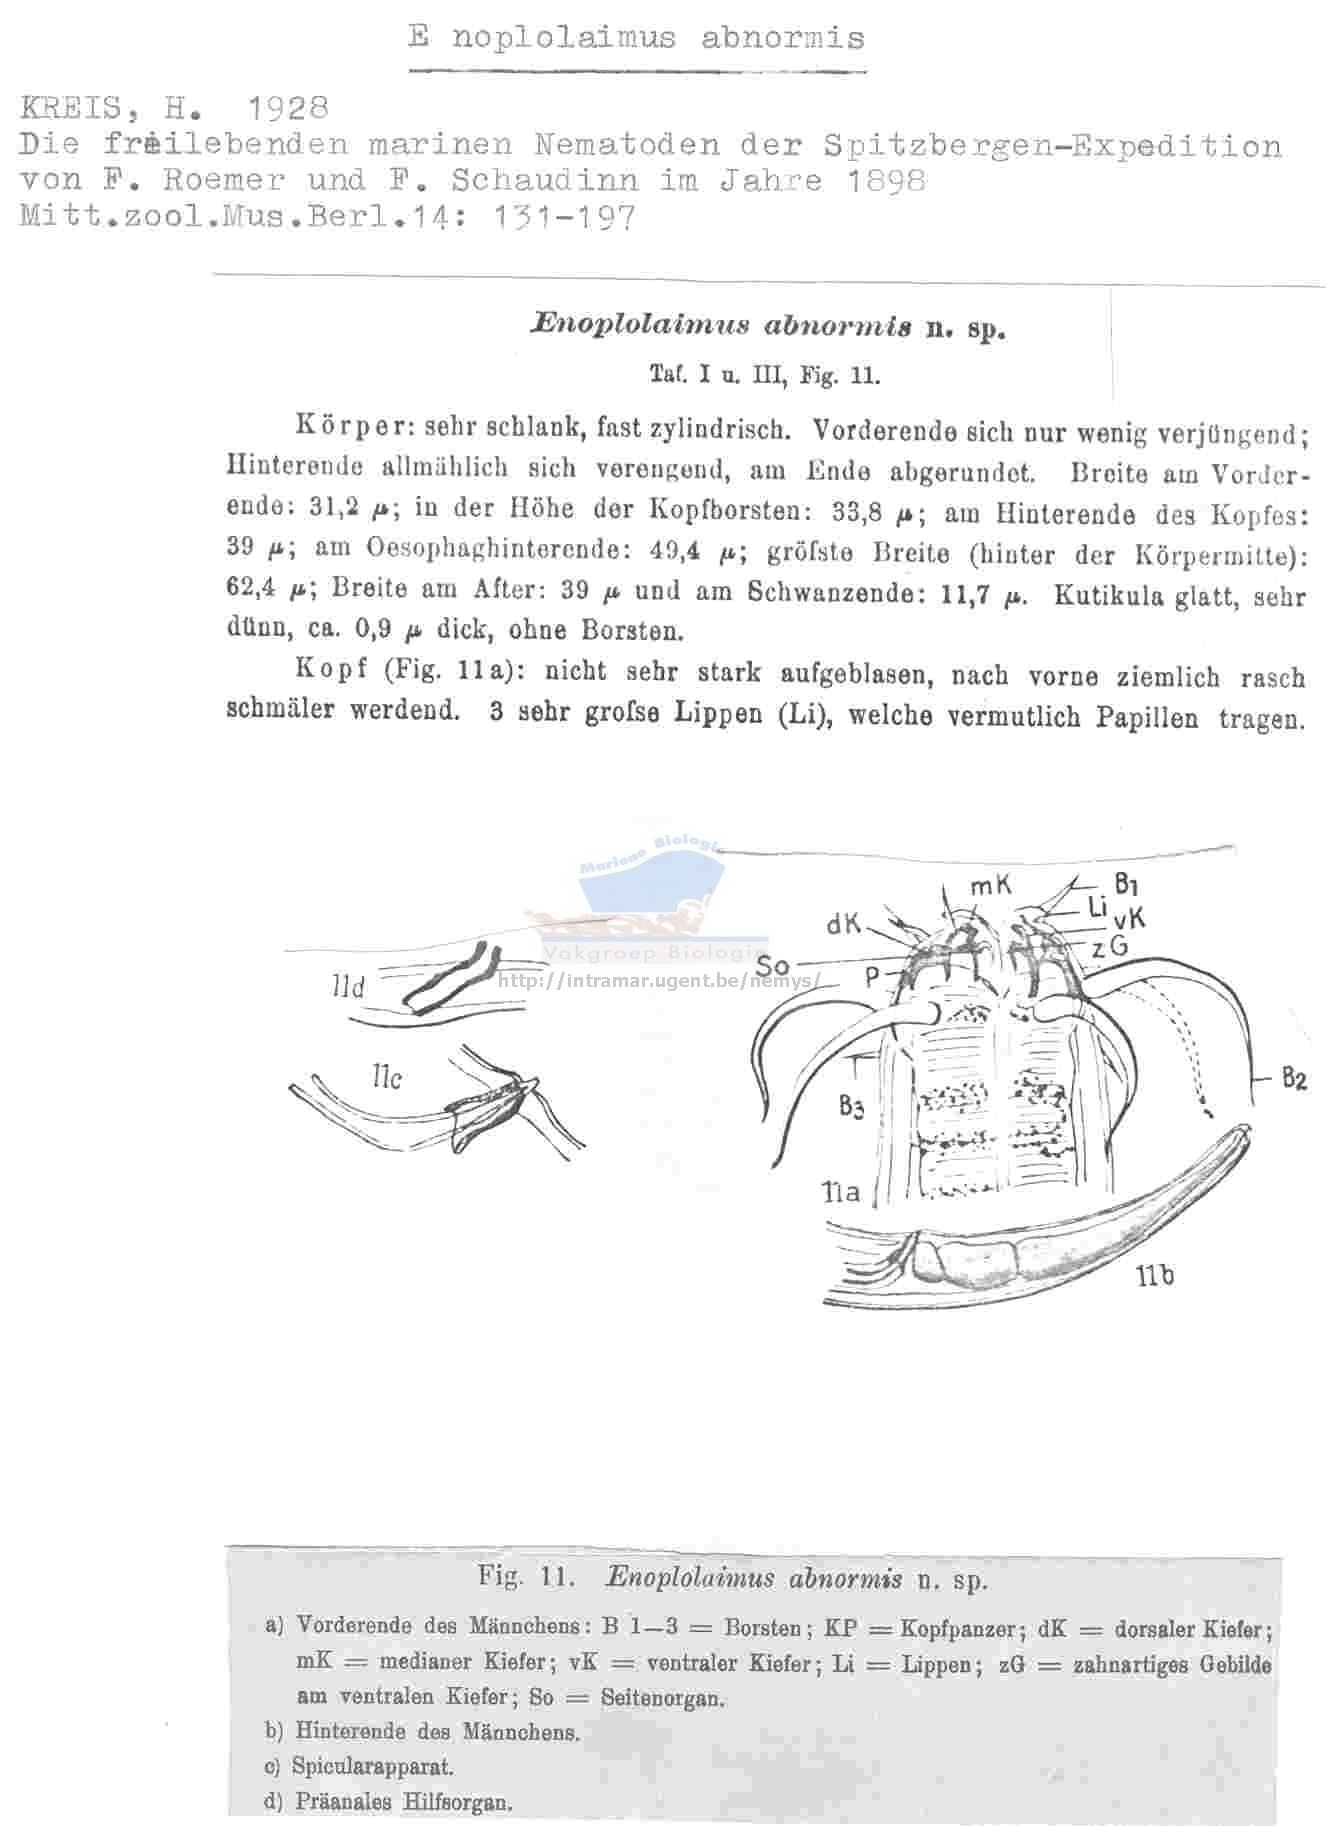 E noplolaimus abnormis
KREIS, H. 1928
Die freilebenden marinen Nematoden der Spitzbergen-Expedition
von F. Roemer und F. Schaudinn im Jahre 1898
Mitt.zool.Mus.Berl.14: 131-197
Enoplolaimus abnormis n. sp.
Taf. I u. III, Fig. 11.
Körper: sehr schlank, fast zylindrisch. Vorderende sich nur wenig verjüngend;
Hinterende allmählich sich verengend, am Ende abgerundet. Breite am Vorder-
ende: 31,2 µ; in der Höhe der Kopfborsten: 33,8 µ; am Hinterende des Kopfes:
39 µ; am Oesophaghinterende: 49,4 µ; gröfste Breite (hinter der Körpermitte):
62,4 µ; Breite am After: 39 µ und am Schwanzende: 11,7 µ. Kutikula glatt, sehr
dünn, ca. 0,9 µ dick, ohne Borsten.
Kopf (Fig. 11a): nicht sehr stark aufgeblasen, nach vorne ziemlich rasch
schmäler werdend. 3 sehr grofse Lippen (Li), welche vermutlich Papillen tragen.
Mariene Biologie
Vakgroep Biologie
http://intramar.ugent.be/nemys/
mK
B1
Li
vK
dK
zG
So
P
11d
11c
B2
B3
11a
11b
Fig. 11. Enoplolaimus abnormis n. sp.
a) Vorderende des Männchens: B 1—3 = Borsten; KP = Kopfpanzer; dK = dorsaler Kiefer;
mK = medianer Kiefer; vK = ventraler Kiefer; Li = Lippen; zG = zahnartiges Gebilde
am ventralen Kiefer; So = Seitenorgan.
b) Hinterende des Männchens.
c) Spicularapparat.
d) Präanales Hilfsorgan.